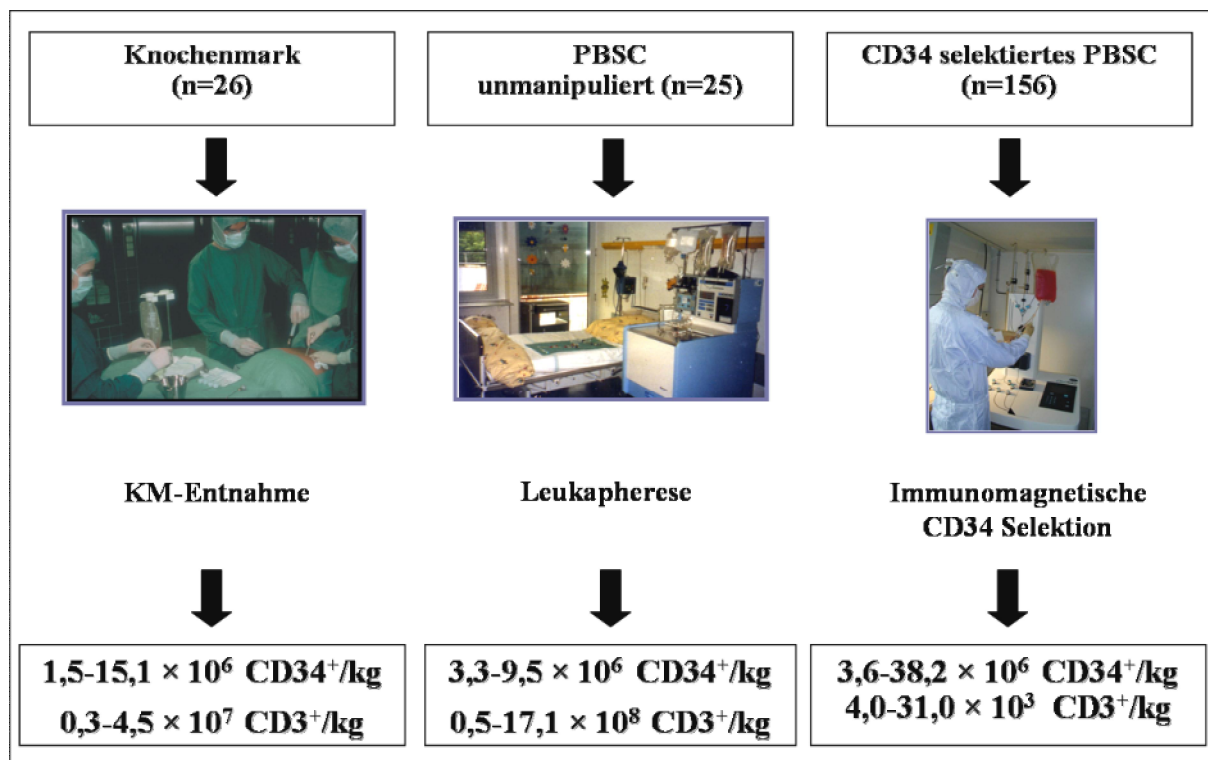 Knochenmark
(n=26)
PBSC
unmanipuliert (n=25)
CD34 selektiertes PBSC
(n=156)
KM-Entnahme
Leukapherese
Immunomagnetische
CD34 Selektion
1,5-15,1 × 10⁶ CD34⁺/kg
0,3-4,5 × 10⁷ CD3⁺/kg
3,3-9,5 × 10⁶ CD34⁺/kg
0,5-17,1 × 10⁸ CD3⁺/kg
3,6-38,2 × 10⁶ CD34⁺/kg
4,0-31,0 × 10³ CD3⁺/kg